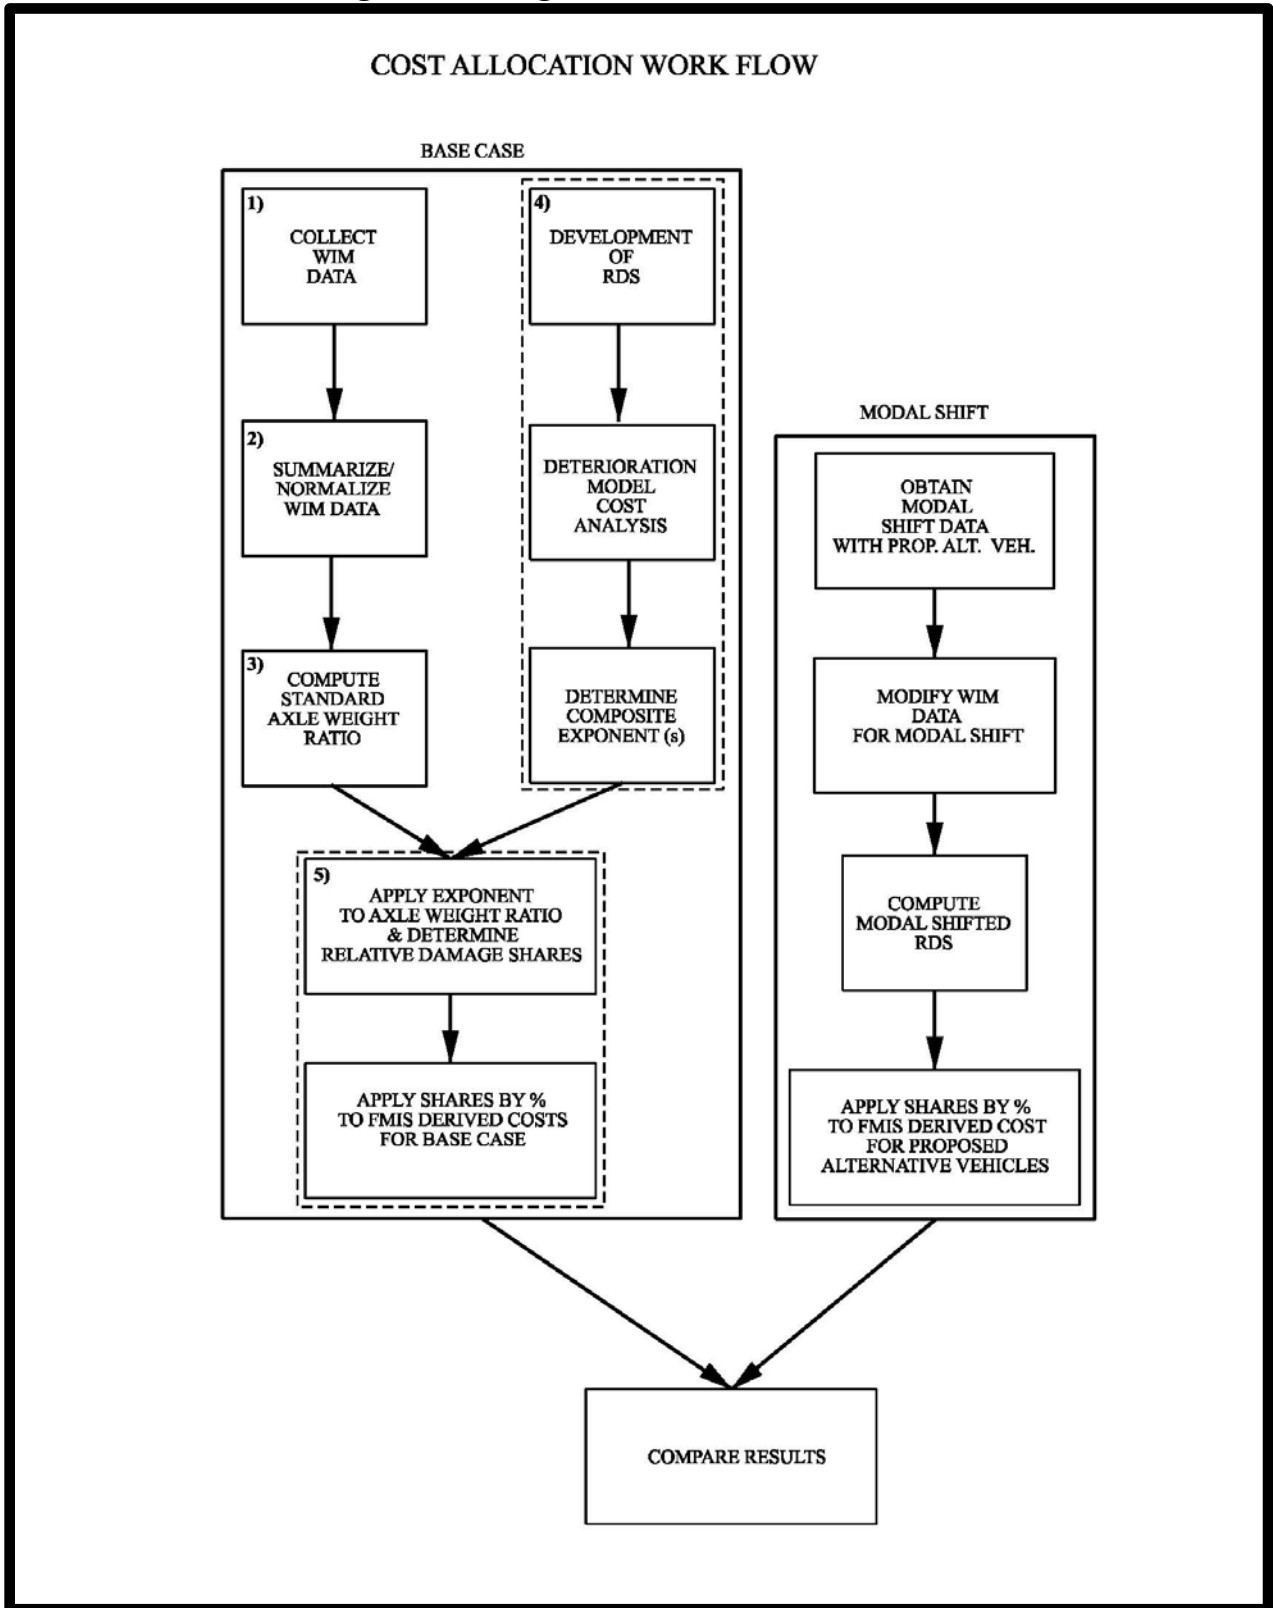 COST ALLOCATION WORK FLOW
BASE CASE
1)
COLLECT
WIM
DATA
2)
SUMMARIZE/
NORMALIZE
WIM DATA
3)
COMPUTE
STANDARD
AXLE WEIGHT
RATIO
4)
DEVELOPMENT
OF
RDS
DETERIORATION
MODEL
COST
ANALYSIS
DETERMINE
COMPOSITE
EXPONENT (s)
5)
APPLY EXPONENT
TO AXLE WEIGHT RATIO
& DETERMINE
RELATIVE DAMAGE SHARES
APPLY SHARES BY %
TO FMIS DERIVED COSTS
FOR BASE CASE
MODAL SHIFT
OBTAIN
MODAL
SHIFT DATA
WITH PROP. ALT. VEH.
MODIFY WIM
DATA
FOR MODAL SHIFT
COMPUTE
MODAL SHIFTED
RDS
APPLY SHARES BY %
TO FMIS DERIVED COST
FOR PROPOSED
ALTERNATIVE VEHICLES
COMPARE RESULTS